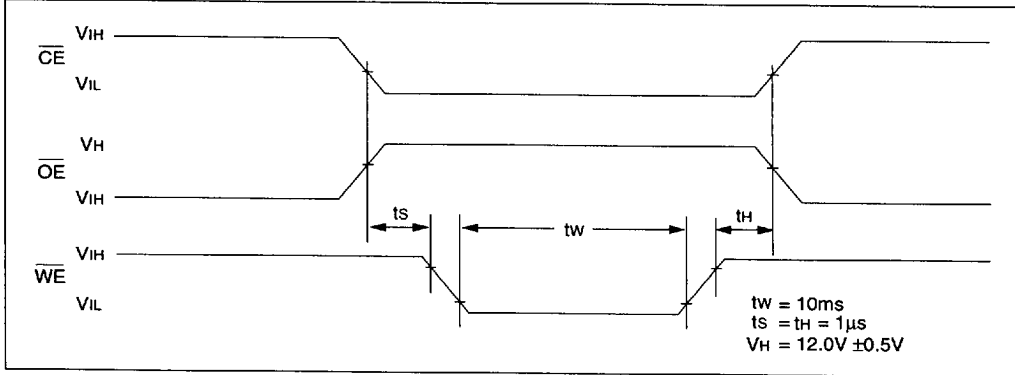 VIH
CE
VIL
VH
OE
VIH
tS
tW
tH
VIH
WE
VIL
tW = 10ms
tS = tH = 1µs
VH = 12.0V ±0.5V